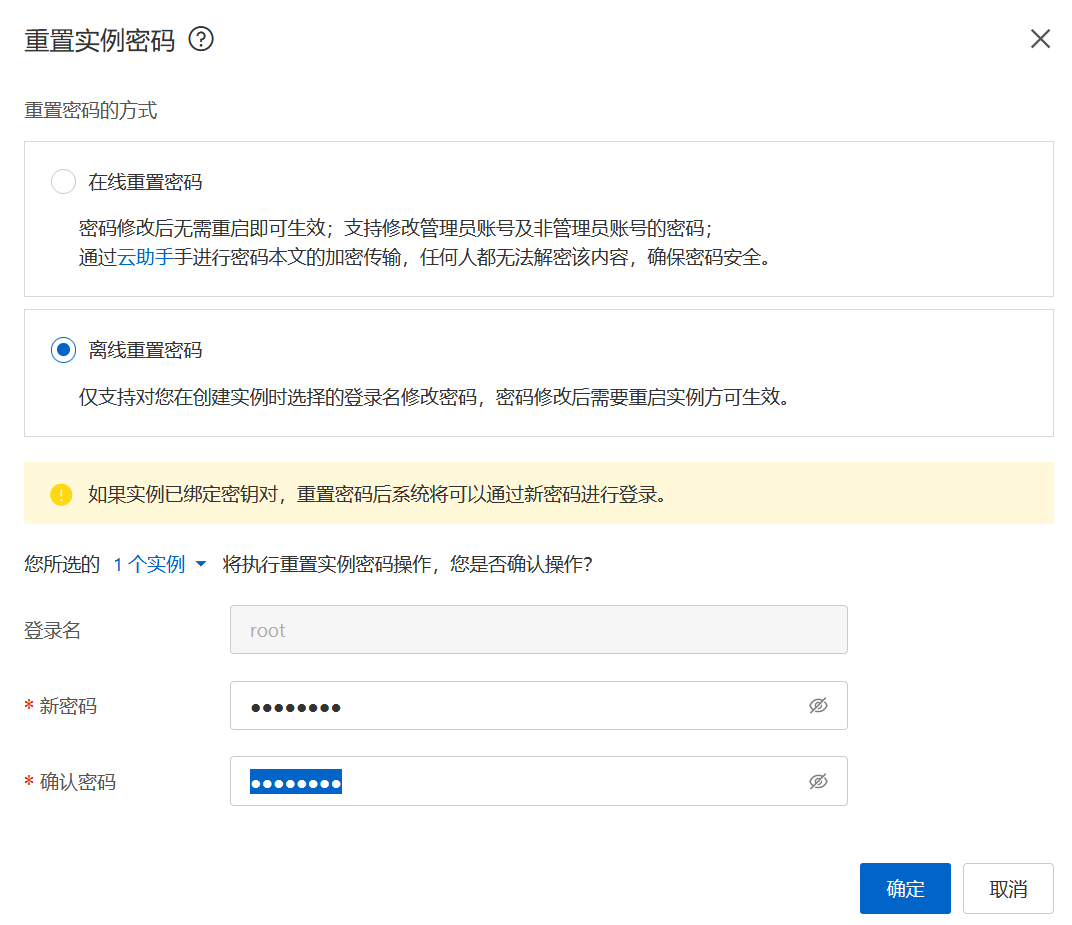 重置实例密码
重置密码的方式
在线重置密码
密码修改后无需重启即可生效；支持修改管理员账号及非管理员账号的密码；
通过云助手手进行密码本文的加密传输，任何人都无法解密该内容，确保密码安全。
离线重置密码
仅支持对您在创建实例时选择的登录名修改密码，密码修改后需要重启实例方可生效。
如果实例已绑定密钥对，重置密码后系统将可以通过新密码进行登录。
您所选的 1 个实例 将执行重置实例密码操作，您是否确认操作？
登录名 root
* 新密码 ••••••••
* 确认密码 ••••••••
确定 取消